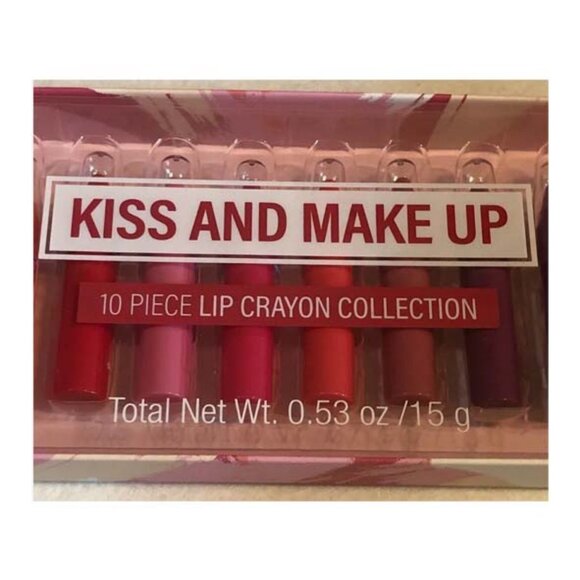 KISS AND MAKE UP
10 PIECE LIP CRAYON COLLECTION
Total Net Wt. 0.53 oz /15 g